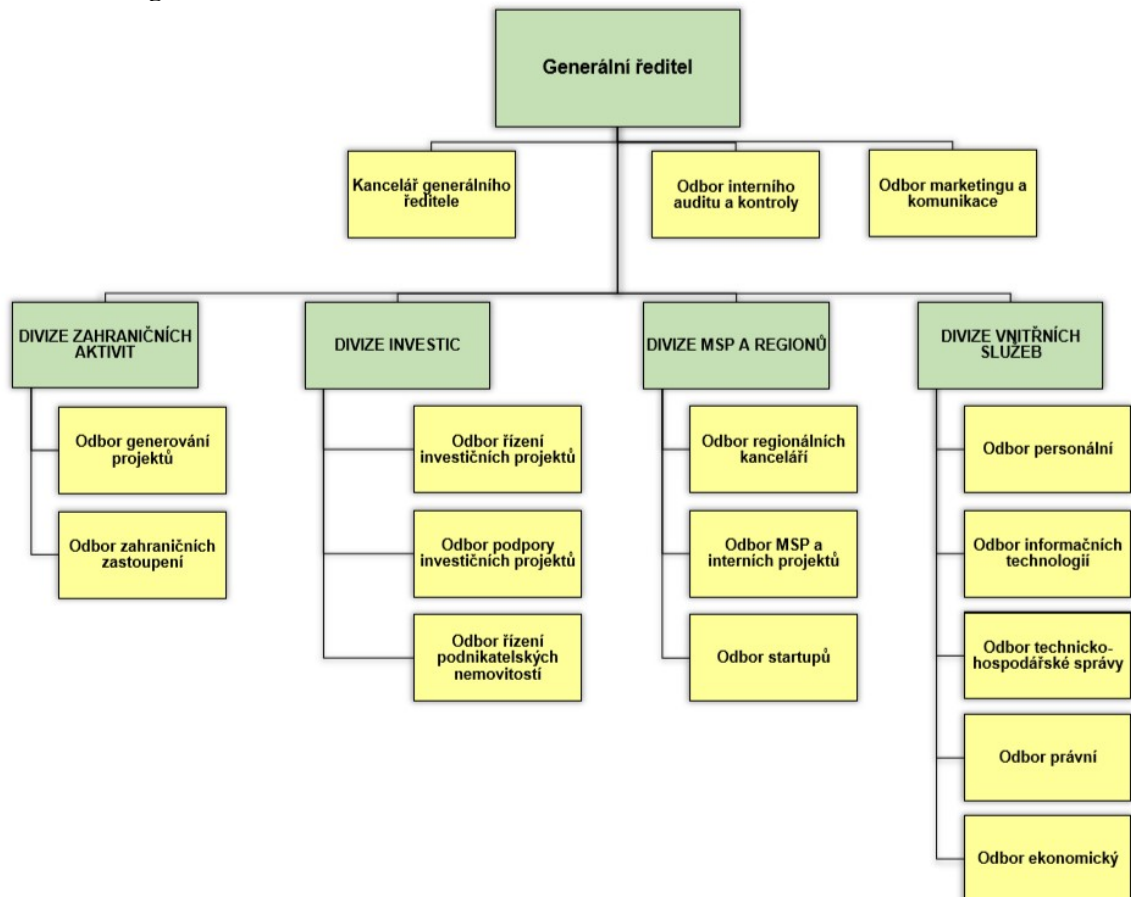 Generální ředitel
Kancelář generálního
ředitele
Odbor interního
auditu a kontroly
Odbor marketingu a
komunikace
DIVIZE ZAHRANIČNÍCH
AKTIVIT
DIVIZE INVESTIC
DIVIZE MSP A REGIONŮ
DIVIZE VNITŘNÍCH
SLUŽEB
Odbor generování
projektů
Odbor zahraničních
zastoupení
Odbor řízení
investičních projektů
Odbor podpory
investičních projektů
Odbor řízení
podnikatelských
nemovitostí
Odbor regionálních
kanceláří
Odbor MSP a
interních projektů
Odbor startupů
Odbor personální
Odbor informačních
technologií
Odbor technicko-
hospodářské správy
Odbor právní
Odbor ekonomický